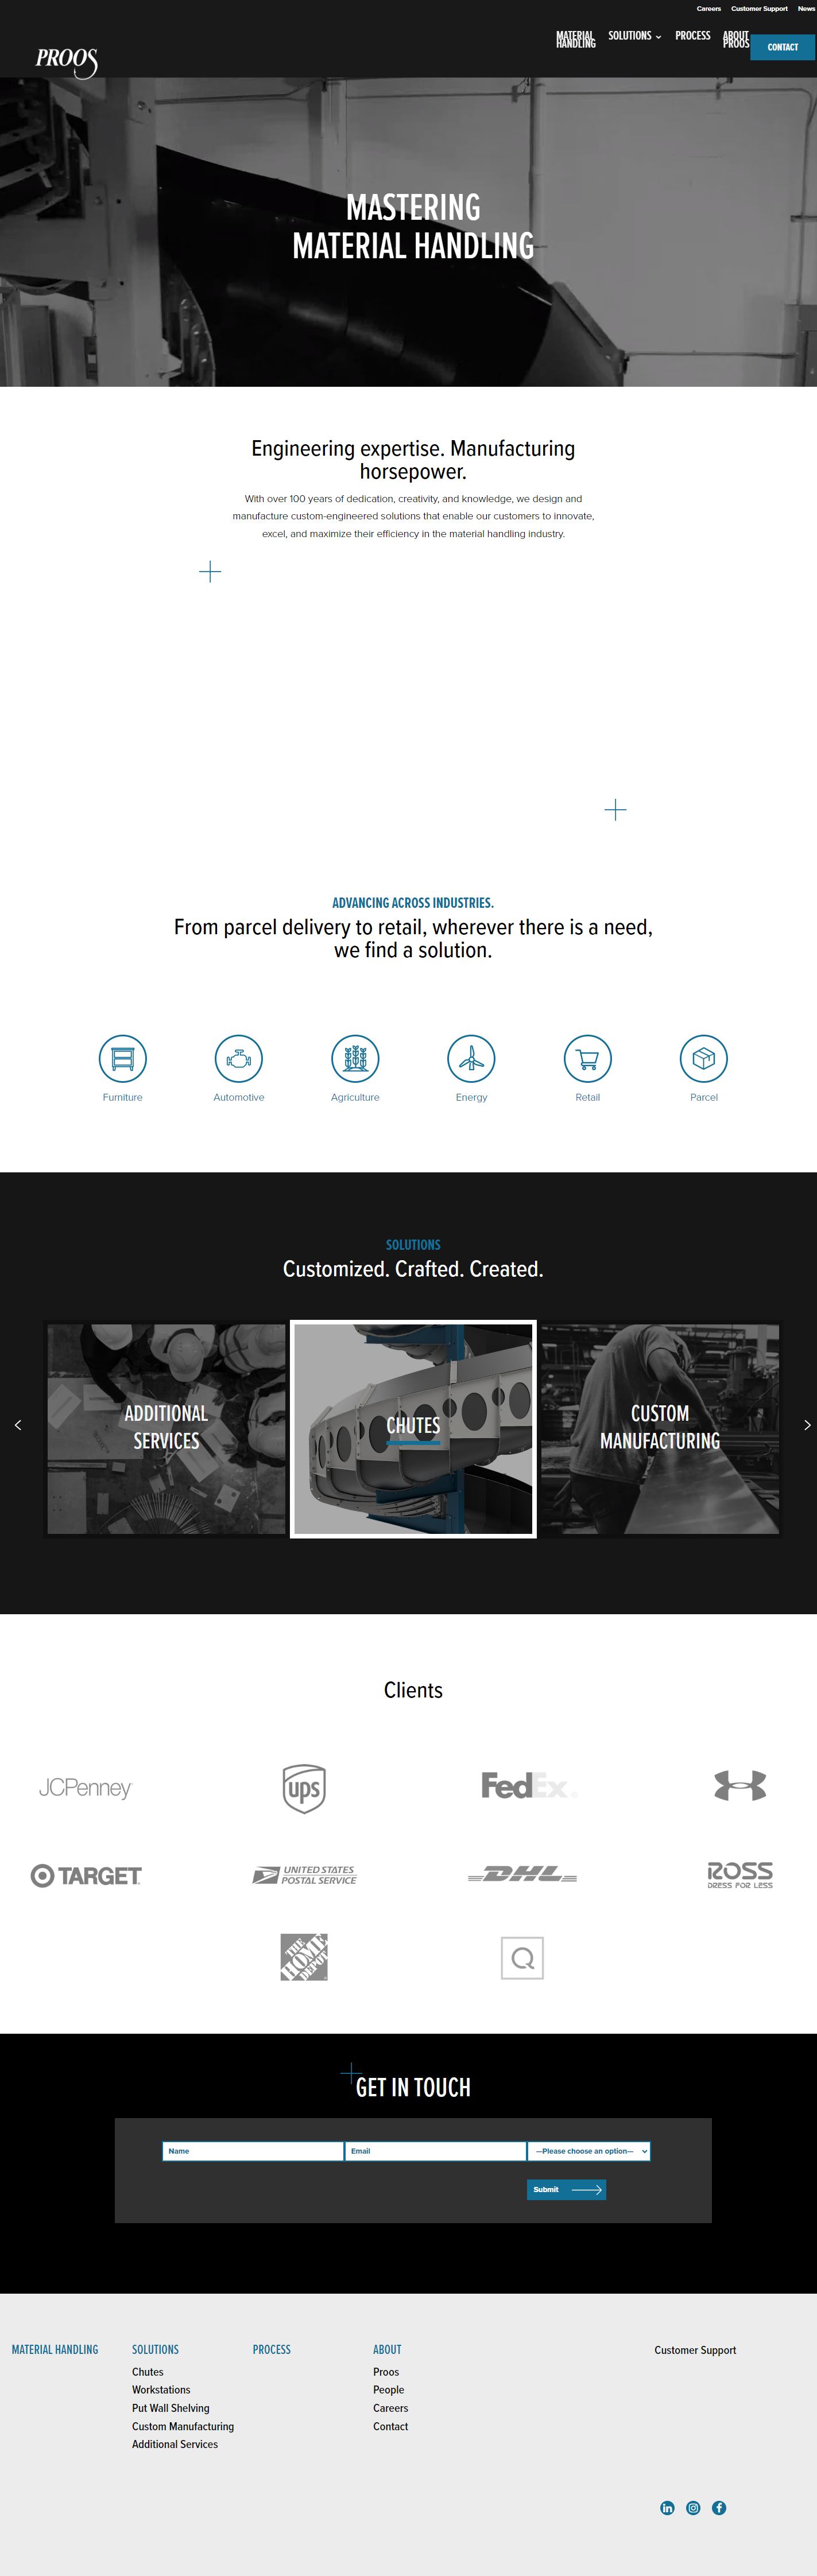 Careers Customer Support News
MATERIAL
HANDLING
SOLUTIONS
PROCESS
ABOUT
PROOS
CONTACT
PROOS
MASTERING
MATERIAL HANDLING
Engineering expertise. Manufacturing
horsepower.
With over 100 years of dedication, creativity, and knowledge, we design and
manufacture custom-engineered solutions that enable our customers to innovate,
excel, and maximize their efficiency in the material handling industry.
ADVANCING ACROSS INDUSTRIES.
From parcel delivery to retail, wherever there is a need,
we find a solution.
Furniture Automotive Agriculture Energy Retail Parcel
SOLUTIONS
Customized. Crafted. Created.
ADDITIONAL
SERVICES
CHUTES
CUSTOM
MANUFACTURING
Clients
JCPenney
ups
FedEx
TARGET
UNITED STATES
POSTAL SERVICE
DHL
ROSS
DRESS FOR LESS
THE
HOME
DEPOT
Q
GET IN TOUCH
Name Email —Please choose an option—
Submit
MATERIAL HANDLING
SOLUTIONS
Chutes
Workstations
Put Wall Shelving
Custom Manufacturing
Additional Services
PROCESS
ABOUT
Proos
People
Careers
Contact
Customer Support
in f